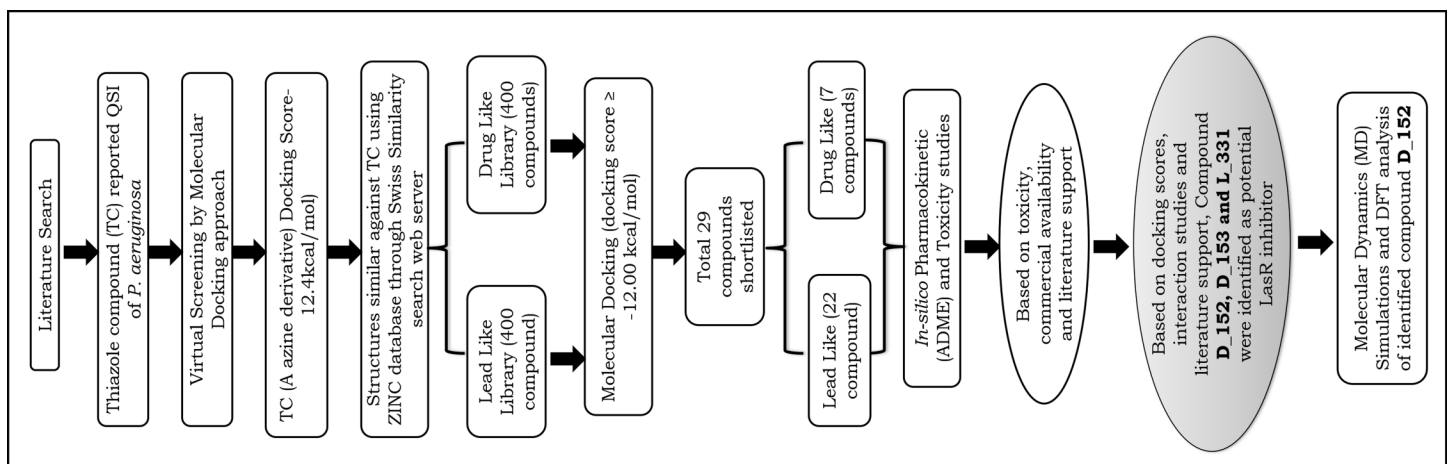 Literature Search
Thiazole compound (TC) reported QSI
of P. aeruginosa
Virtual Screening by Molecular
Docking approach
TC (A azine derivative) Docking Score-
12.4kcal/mol)
Structures similar against TC using
ZINC database through Swiss Similarity
search web server
Lead Like
Library (400
compound)
Drug Like
Library (400
compounds)
Molecular Docking (docking score ≥
-12.00 kcal/mol)
Total 29
compounds
shortlisted
Lead Like (22
compound)
Drug Like (7
compounds)
In-silico Pharmacokinetic
(ADME) and Toxicity studies
Based on toxicity,
commercial availability
and literature support
Based on docking scores,
interaction studies and
literature support, Compound
D_152, D_153 and L_331
were identified as potential
LasR inhibitor
Molecular Dynamics (MD)
Simulations and DFT analysis
of identified compound D_152